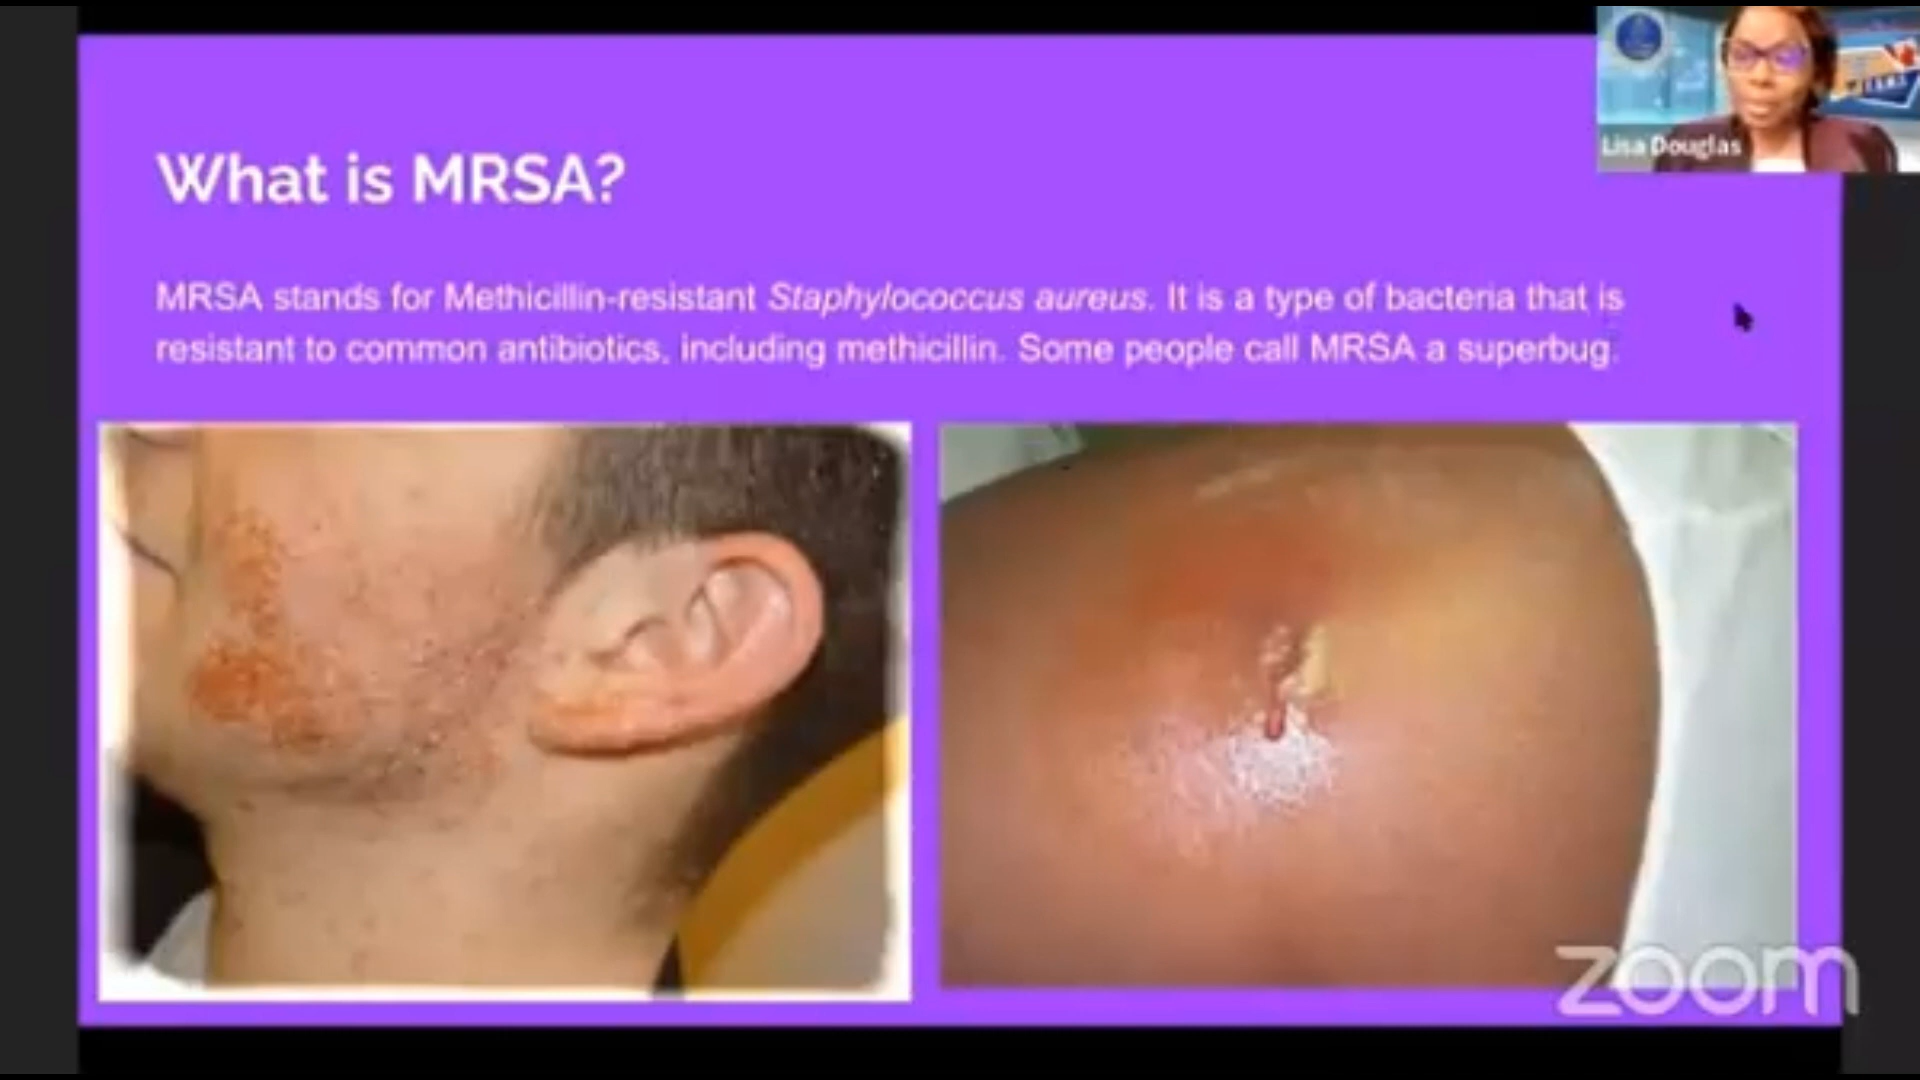 What is MRSA?
MRSA stands for Methicillin-resistant Staphylococcus aureus. It is a type of bacteria that is
resistant to common antibiotics, including methicillin. Some people call MRSA a superbug.
Lisa Douglas
zoom